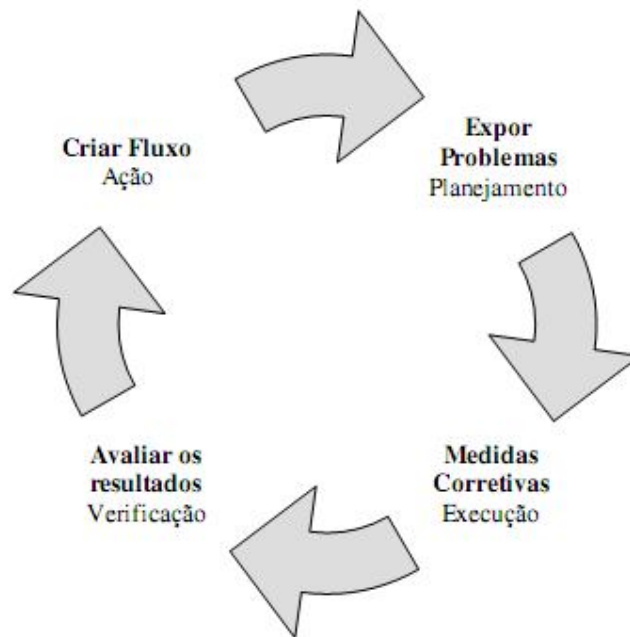 Criar Fluxo
Ação
Expor
Problemas
Planejamento
Medidas
Corretivas
Execução
Avaliar os
resultados
Verificação